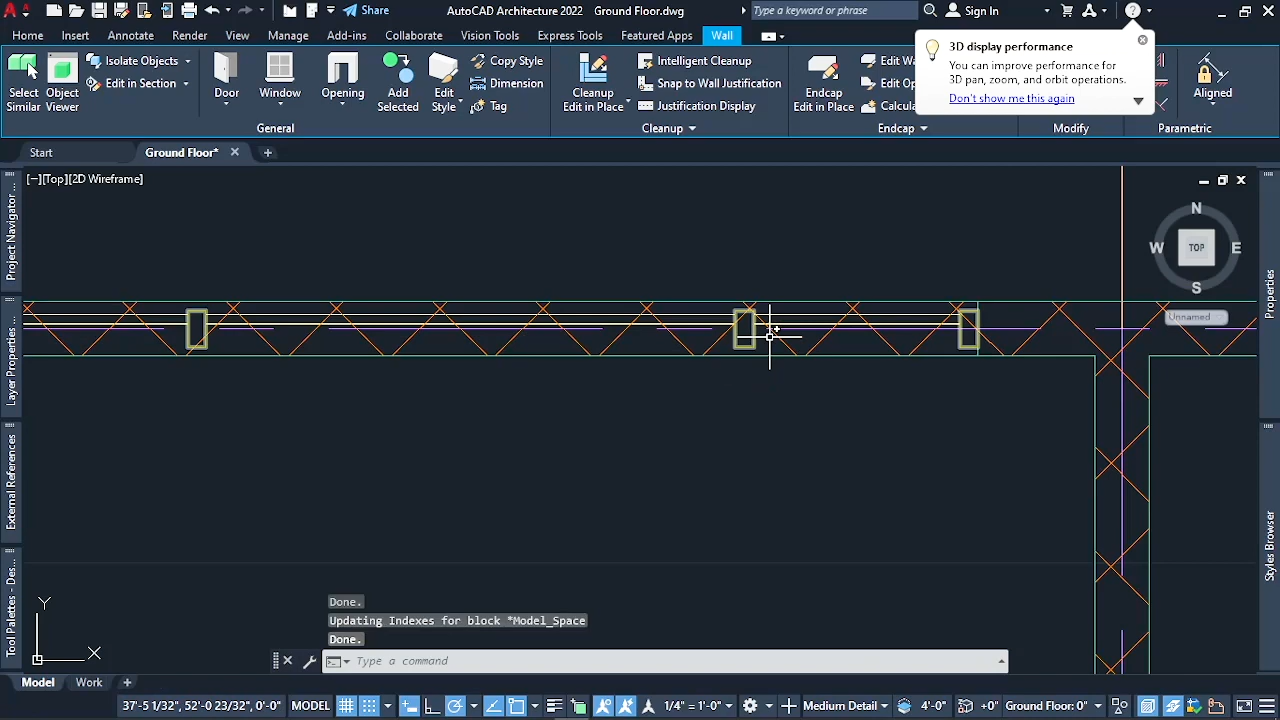 Share
AutoCAD Architecture 2022 Ground Floor.dwg
Type a keyword or phrase
Sign In
Home Insert Annotate Render View Manage Add-ins Collaborate Vision Tools Express Tools Featured Apps Wall
3D display performance
You can improve performance for
3D pan, zoom, and orbit operations.
Don't show me this again
Select Similar
Object Viewer
Isolate Objects
Edit in Section
Door
Window
Opening
Add Selected
Edit Style
Copy Style
Dimension
Tag
Cleanup Edit in Place
Intellicent Cleanup
Snap to Wall Justification
Justification Display
Endcap Edit in Place
Aligned
General Cleanup Endcap Modify Parametric
Start Ground Floor*
[−][Top][2D Wireframe]
Project Navigator ...
Layer Properties ...
External References
Tool Palettes - Des...
N
W TOP E
S
Unnamed
Properties
Styles Browser
Y
X
Done.
Updating Indexes for block *Model_Space
Done.
Type a command
Model Work
37'-5 1/32", 52'-0 23/32", 0'-0" MODEL 1/4" = 1'-0" Medium Detail 4'-0" Ground Floor: 0"